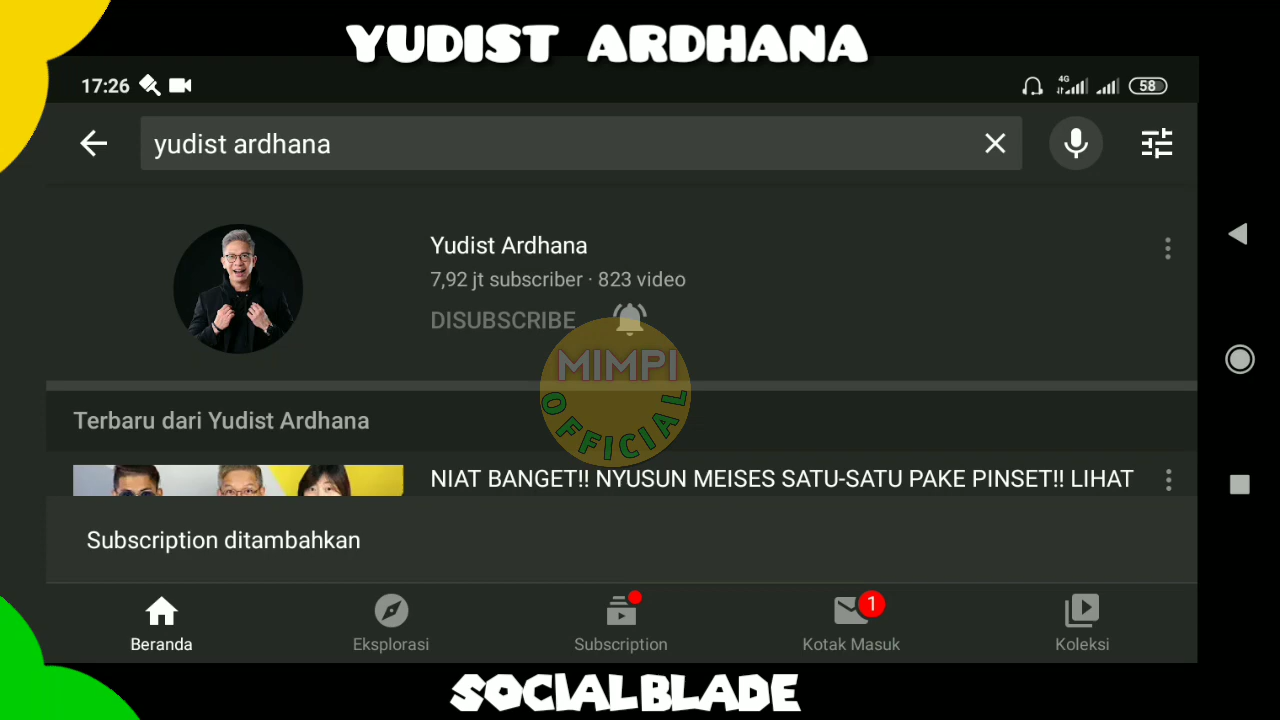 YUDIST ARDHANA
17:26
4G
58
yudist ardhana
Yudist Ardhana
7,92 jt subscriber · 823 video
DISUBSCRIBE
MIMPI
OFFICIAL
Terbaru dari Yudist Ardhana
NIAT BANGET!! NYUSUN MEISES SATU-SATU PAKE PINSET!! LIHAT
Subscription ditambahkan
1
Beranda
Eksplorasi
Subscription
Kotak Masuk
Koleksi
SOCIALBLADE